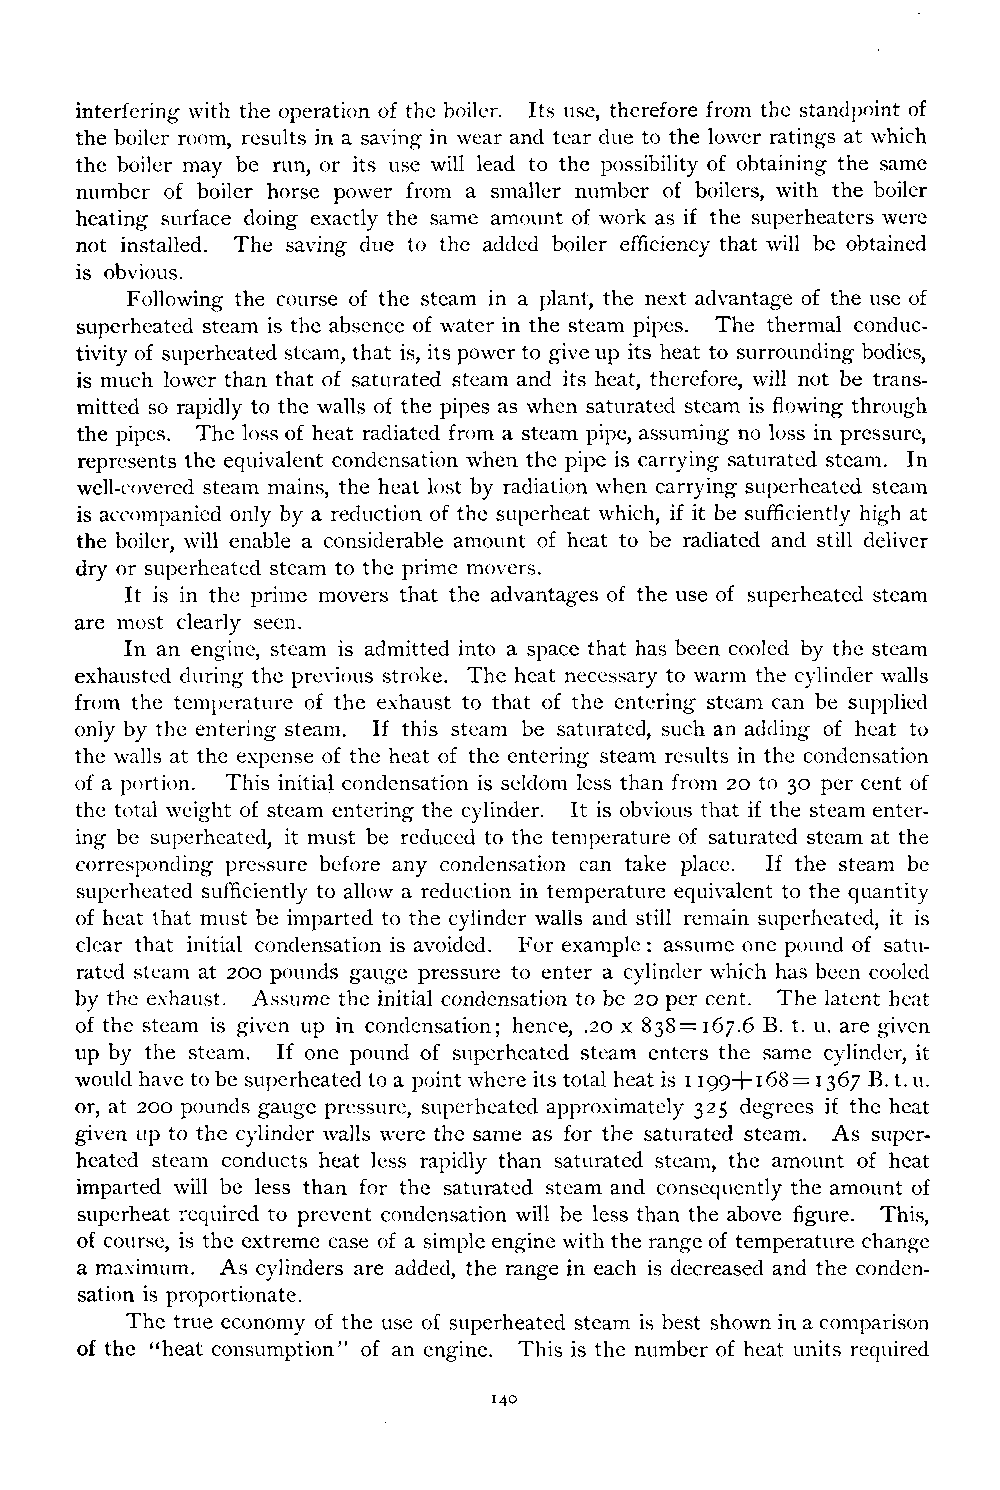 interfering with the operation of the boiler. Its use, therefore from the standpoint of
the boiler room, results in a saving in wear and tear due to the lower ratings at which
the boiler may be run, or its use will lead to the possibility of obtaining the same
number of boiler horse power from a smaller number of boilers, with the boiler
heating surface doing exactly the same amount of work as if the superheaters were
not installed. The saving due to the added boiler efficiency that will be obtained
is obvious.
Following the course of the steam in a plant, the next advantage of the use of
superheated steam is the absence of water in the steam pipes. The thermal conduc-
tivity of superheated steam, that is, its power to give up its heat to surrounding bodies,
is much lower than that of saturated steam and its heat, therefore, will not be trans-
mitted so rapidly to the walls of the pipes as when saturated steam is flowing through
the pipes. The loss of heat radiated from a steam pipe, assuming no loss in pressure,
represents the equivalent condensation when the pipe is carrying saturated steam. In
well-covered steam mains, the heat lost by radiation when carrying superheated steam
is accompanied only by a reduction of the superheat which, if it be sufficiently high at
the boiler, will enable a considerable amount of heat to be radiated and still deliver
dry or superheated steam to the prime movers.
It is in the prime movers that the advantages of the use of superheated steam
are most clearly seen.
In an engine, steam is admitted into a space that has been cooled by the steam
exhausted during the previous stroke. The heat necessary to warm the cylinder walls
from the temperature of the exhaust to that of the entering steam can be supplied
only by the entering steam. If this steam be saturated, such an adding of heat to
the walls at the expense of the heat of the entering steam results in the condensation
of a portion. This initial condensation is seldom less than from 20 to 30 per cent of
the total weight of steam entering the cylinder. It is obvious that if the steam enter-
ing be superheated, it must be reduced to the temperature of saturated steam at the
corresponding pressure before any condensation can take place. If the steam be
superheated sufficiently to allow a reduction in temperature equivalent to the quantity
of heat that must be imparted to the cylinder walls and still remain superheated, it is
clear that initial condensation is avoided. For example: assume one pound of satu-
rated steam at 200 pounds gauge pressure to enter a cylinder which has been cooled
by the exhaust. Assume the initial condensation to be 20 per cent. The latent heat
of the steam is given up in condensation; hence, .20 x 838=167.6 B. t. u. are given
up by the steam. If one pound of superheated steam enters the same cylinder, it
would have to be superheated to a point where its total heat is 1199+168=1367 B. t. u.
or, at 200 pounds gauge pressure, superheated approximately 325 degrees if the heat
given up to the cylinder walls were the same as for the saturated steam. As super-
heated steam conducts heat less rapidly than saturated steam, the amount of heat
imparted will be less than for the saturated steam and consequently the amount of
superheat required to prevent condensation will be less than the above figure. This,
of course, is the extreme case of a simple engine with the range of temperature change
a maximum. As cylinders are added, the range in each is decreased and the conden-
sation is proportionate.
The true economy of the use of superheated steam is best shown in a comparison
of the "heat consumption" of an engine. This is the number of heat units required
140